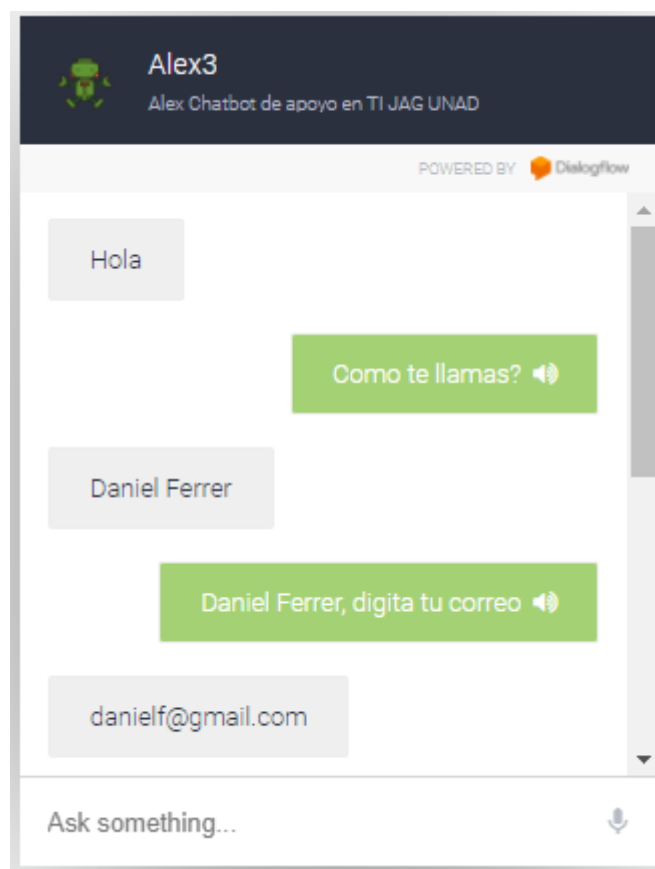 Alex3
Alex Chatbot de apoyo en TI JAG UNAD
POWERED BY Dialogflow
Hola
Como te llamas?
Daniel Ferrer
Daniel Ferrer, digita tu correo
danielf@gmail.com
Ask something...